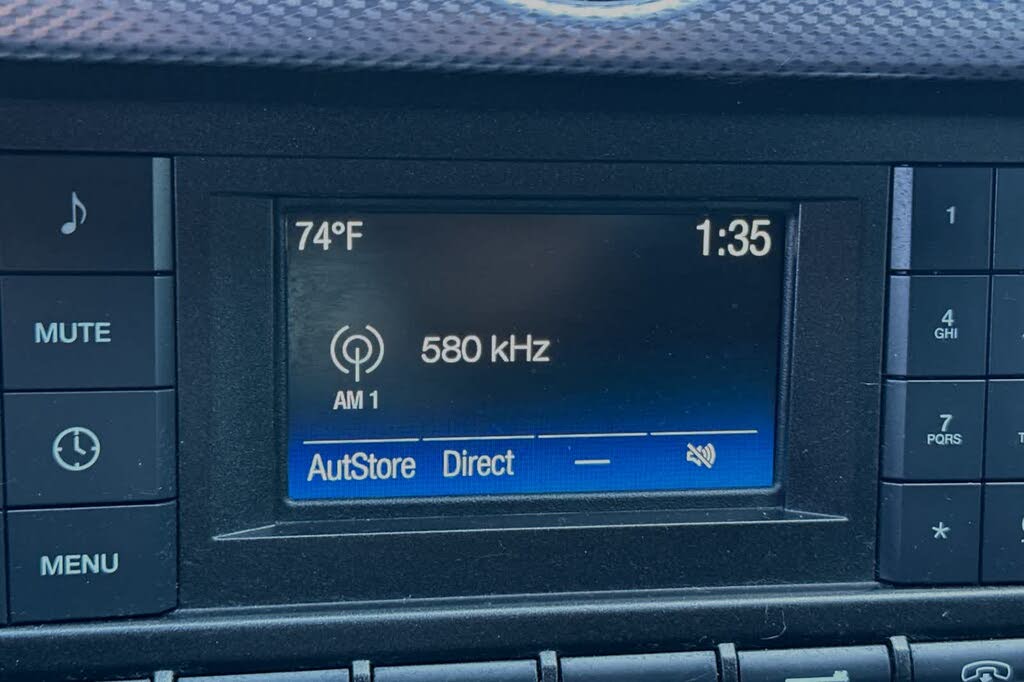 74°F
1:35
580 kHz
AM 1
AutStore
Direct
MUTE
MENU
1
4
GHI
7
PQRS
*